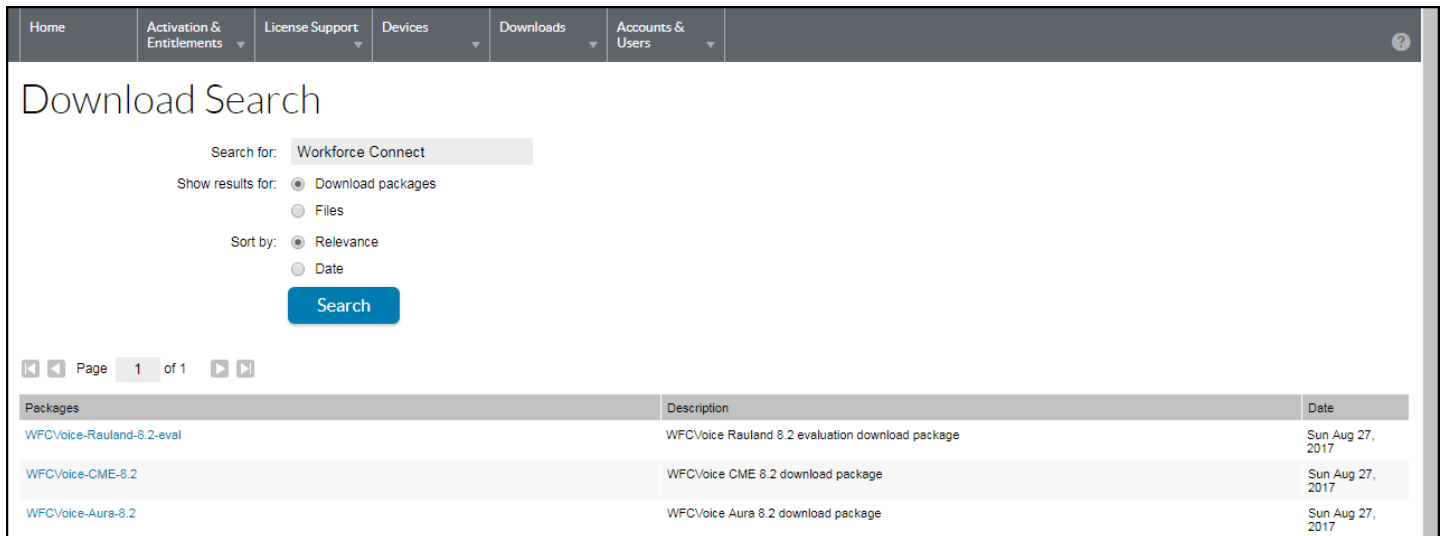 Home
Activation &
Entitlements
License Support
Devices
Downloads
Accounts &
Users
?
Download Search
Search for: Workforce Connect
Show results for: Download packages
Files
Sort by: Relevance
Date
Search
Page 1 of 1
Packages Description Date
WFCVoice-Rauland-8.2-eval WFCVoice Rauland 8.2 evaluation download package Sun Aug 27,
2017
WFCVoice-CME-8.2 WFCVoice CME 8.2 download package Sun Aug 27,
2017
WFCVoice-Aura-8.2 WFCVoice Aura 8.2 download package Sun Aug 27,
2017